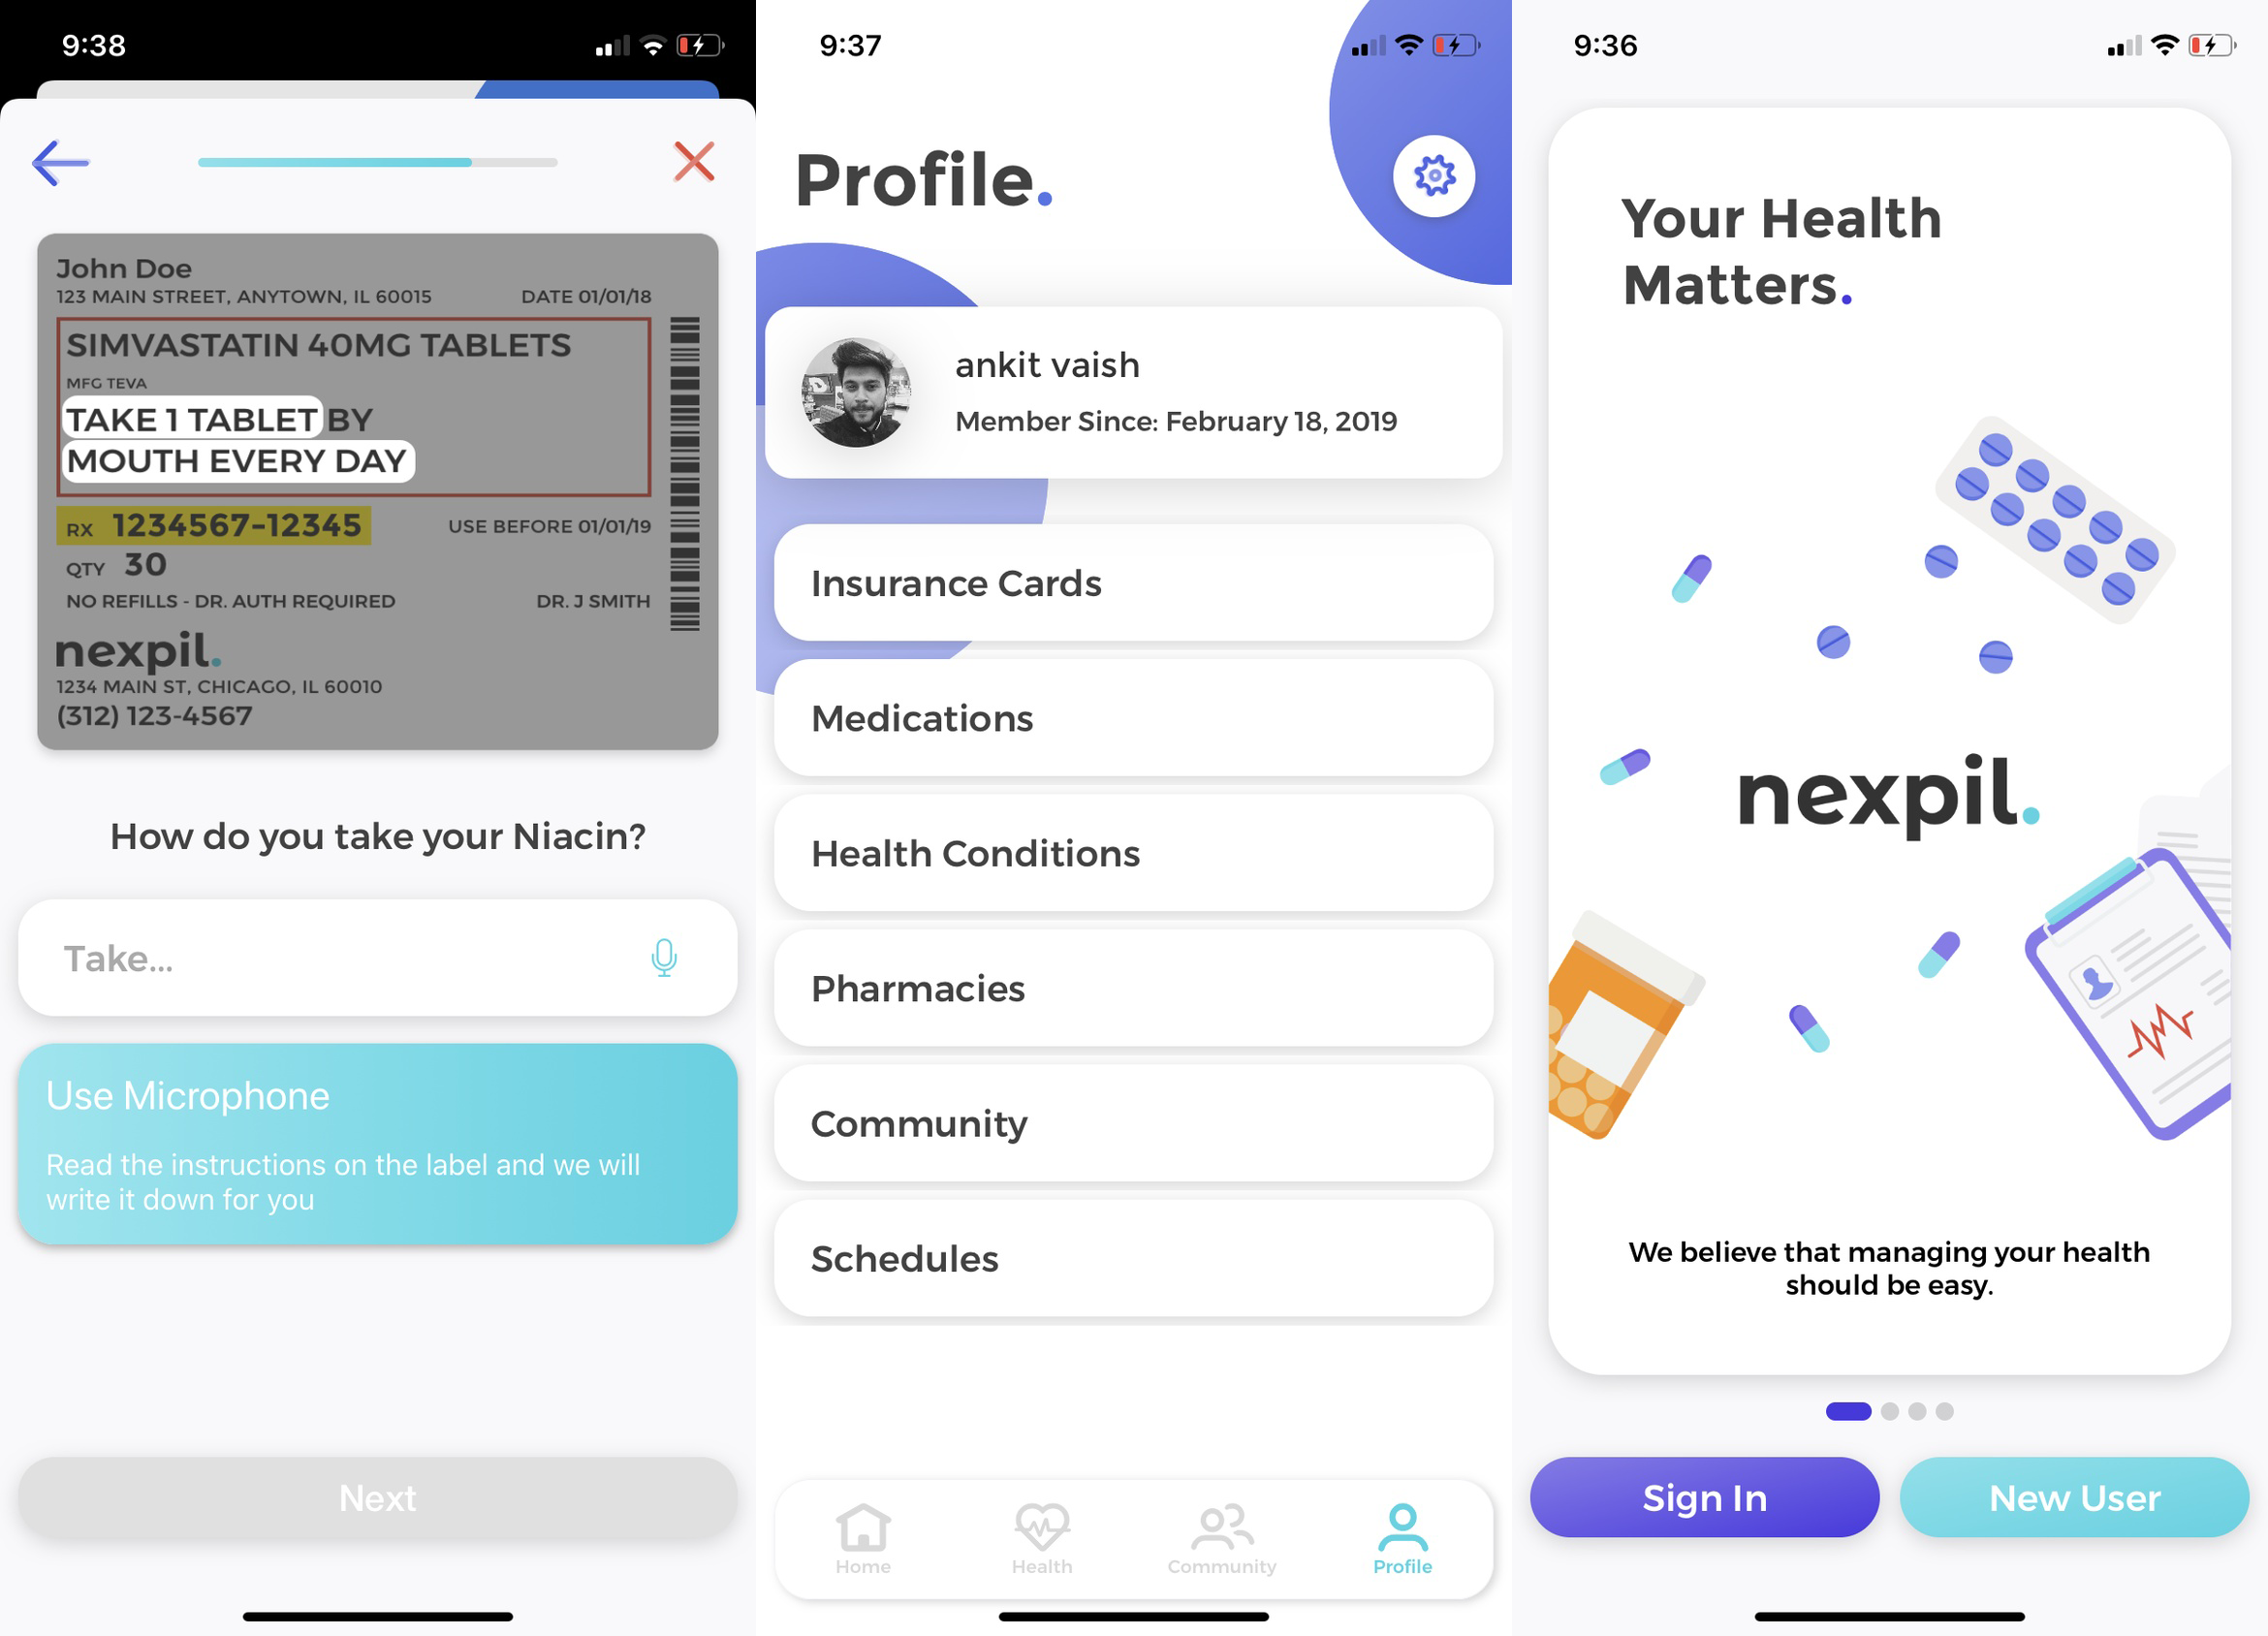 9:38
John Doe
123 MAIN STREET, ANYTOWN, IL 60015 DATE 01/01/18
SIMVASTATIN 40MG TABLETS
MFG TEVA
TAKE 1 TABLET BY
MOUTH EVERY DAY
RX 1234567-12345 USE BEFORE 01/01/19
QTY 30
NO REFILLS - DR. AUTH REQUIRED DR. J SMITH
nexpil.
1234 MAIN ST, CHICAGO, IL 60010
(312) 123-4567
How do you take your Niacin?
Take...
Use Microphone
Read the instructions on the label and we will
write it down for you
Next
9:37
Profile.
ankit vaish
Member Since: February 18, 2019
Insurance Cards
Medications
Health Conditions
Pharmacies
Community
Schedules
Home Health Community Profile
9:36
Your Health
Matters.
nexpil.
We believe that managing your health
should be easy.
Sign In New User